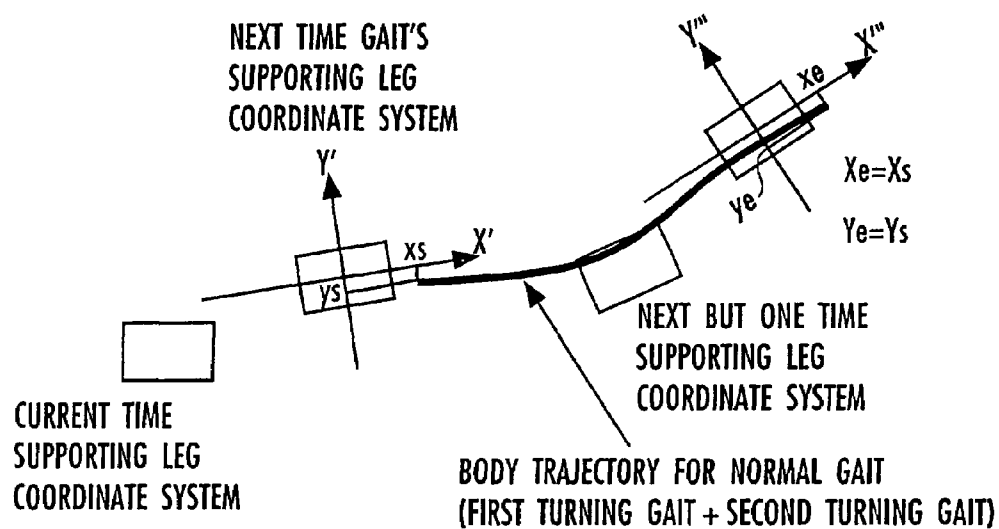 NEXT TIME GAIT'S
SUPPORTING LEG
COORDINATE SYSTEM
Y'
X'
xs
ys
Y'''
X'''
xe
ye
Xe=Xs
Ye=Ys
NEXT BUT ONE TIME
SUPPORTING LEG
COORDINATE SYSTEM
CURRENT TIME
SUPPORTING LEG
COORDINATE SYSTEM
BODY TRAJECTORY FOR NORMAL GAIT
(FIRST TURNING GAIT + SECOND TURNING GAIT)